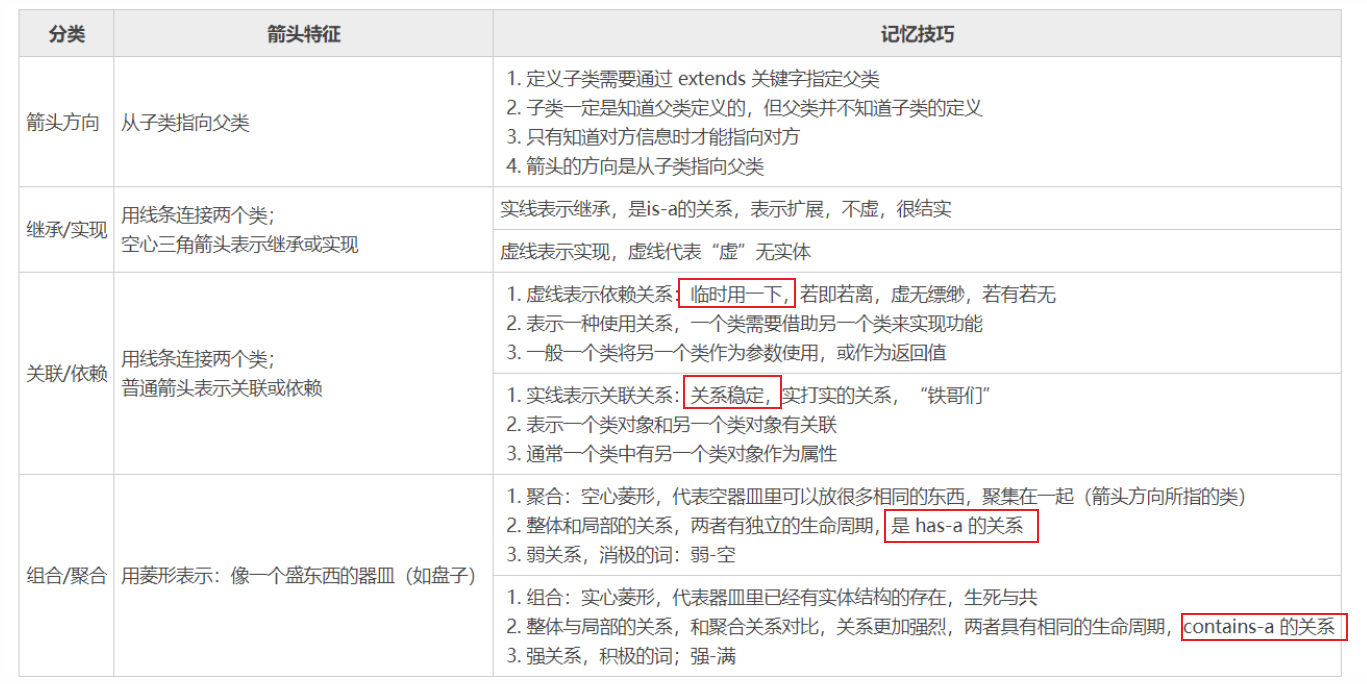 分类 箭头特征 记忆技巧
箭头方向
从子类指向父类
1. 定义子类需要通过 extends 关键字指定父类
2. 子类一定是知道父类定义的，但父类并不知道子类的定义
3. 只有知道对方信息时才能指向对方
4. 箭头的方向是从子类指向父类
继承/实现
用线条连接两个类；
空心三角箭头表示继承或实现
实线表示继承，是is-a的关系，表示扩展，不虚，很结实
虚线表示实现，虚线代表“虚”无实体
关联/依赖
用线条连接两个类；
普通箭头表示关联或依赖
1. 虚线表示依赖关系：临时用一下，若即若离，虚无缥缈，若有若无
2. 表示一种使用关系，一个类需要借助另一个类来实现功能
3. 一般一个类将另一个类作为参数使用，或作为返回值
1. 实线表示关联关系：关系稳定，实打实的关系，“铁哥们”
2. 表示一个类对象和另一个类对象有关联
3. 通常一个类中有另一个类对象作为属性
组合/聚合
用菱形表示：像一个盛东西的器皿（如盘子）
1. 聚合：空心菱形，代表空器皿里可以放很多相同的东西，聚集在一起（箭头方向所指的类）
2. 整体和局部的关系，两者有独立的生命周期，是 has-a 的关系
3. 弱关系，消极的词：弱-空
1. 组合：实心菱形，代表器皿里已经有实体结构的存在，生死与共
2. 整体与局部的关系，和聚合关系对比，关系更加强烈，两者具有相同的生命周期，contains-a 的关系
3. 强关系，积极的词；强-满